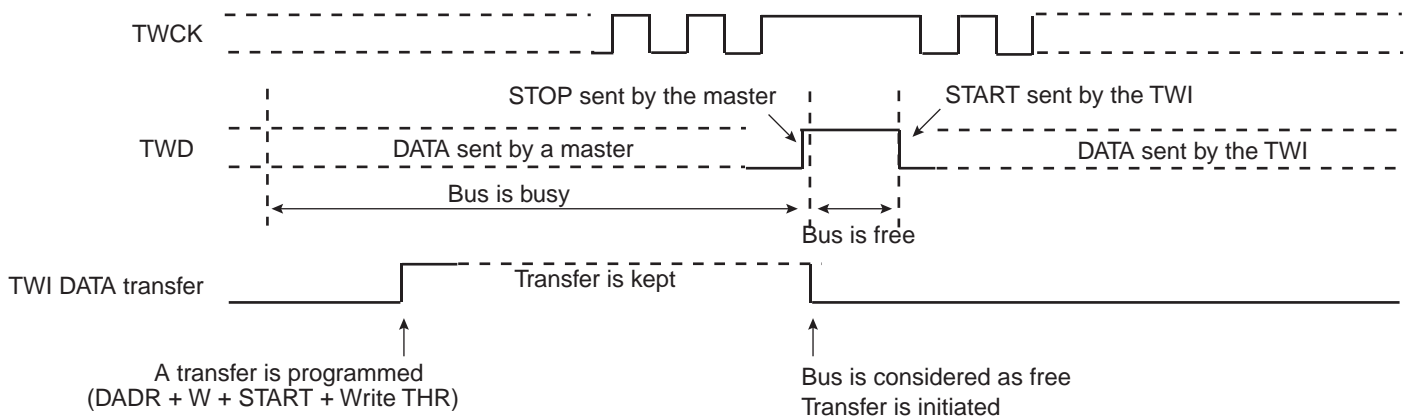 TWCK
STOP sent by the master
START sent by the TWI
TWD
DATA sent by a master
DATA sent by the TWI
Bus is busy
Bus is free
TWI DATA transfer
Transfer is kept
A transfer is programmed
(DADR + W + START + Write THR)
Bus is considered as free
Transfer is initiated